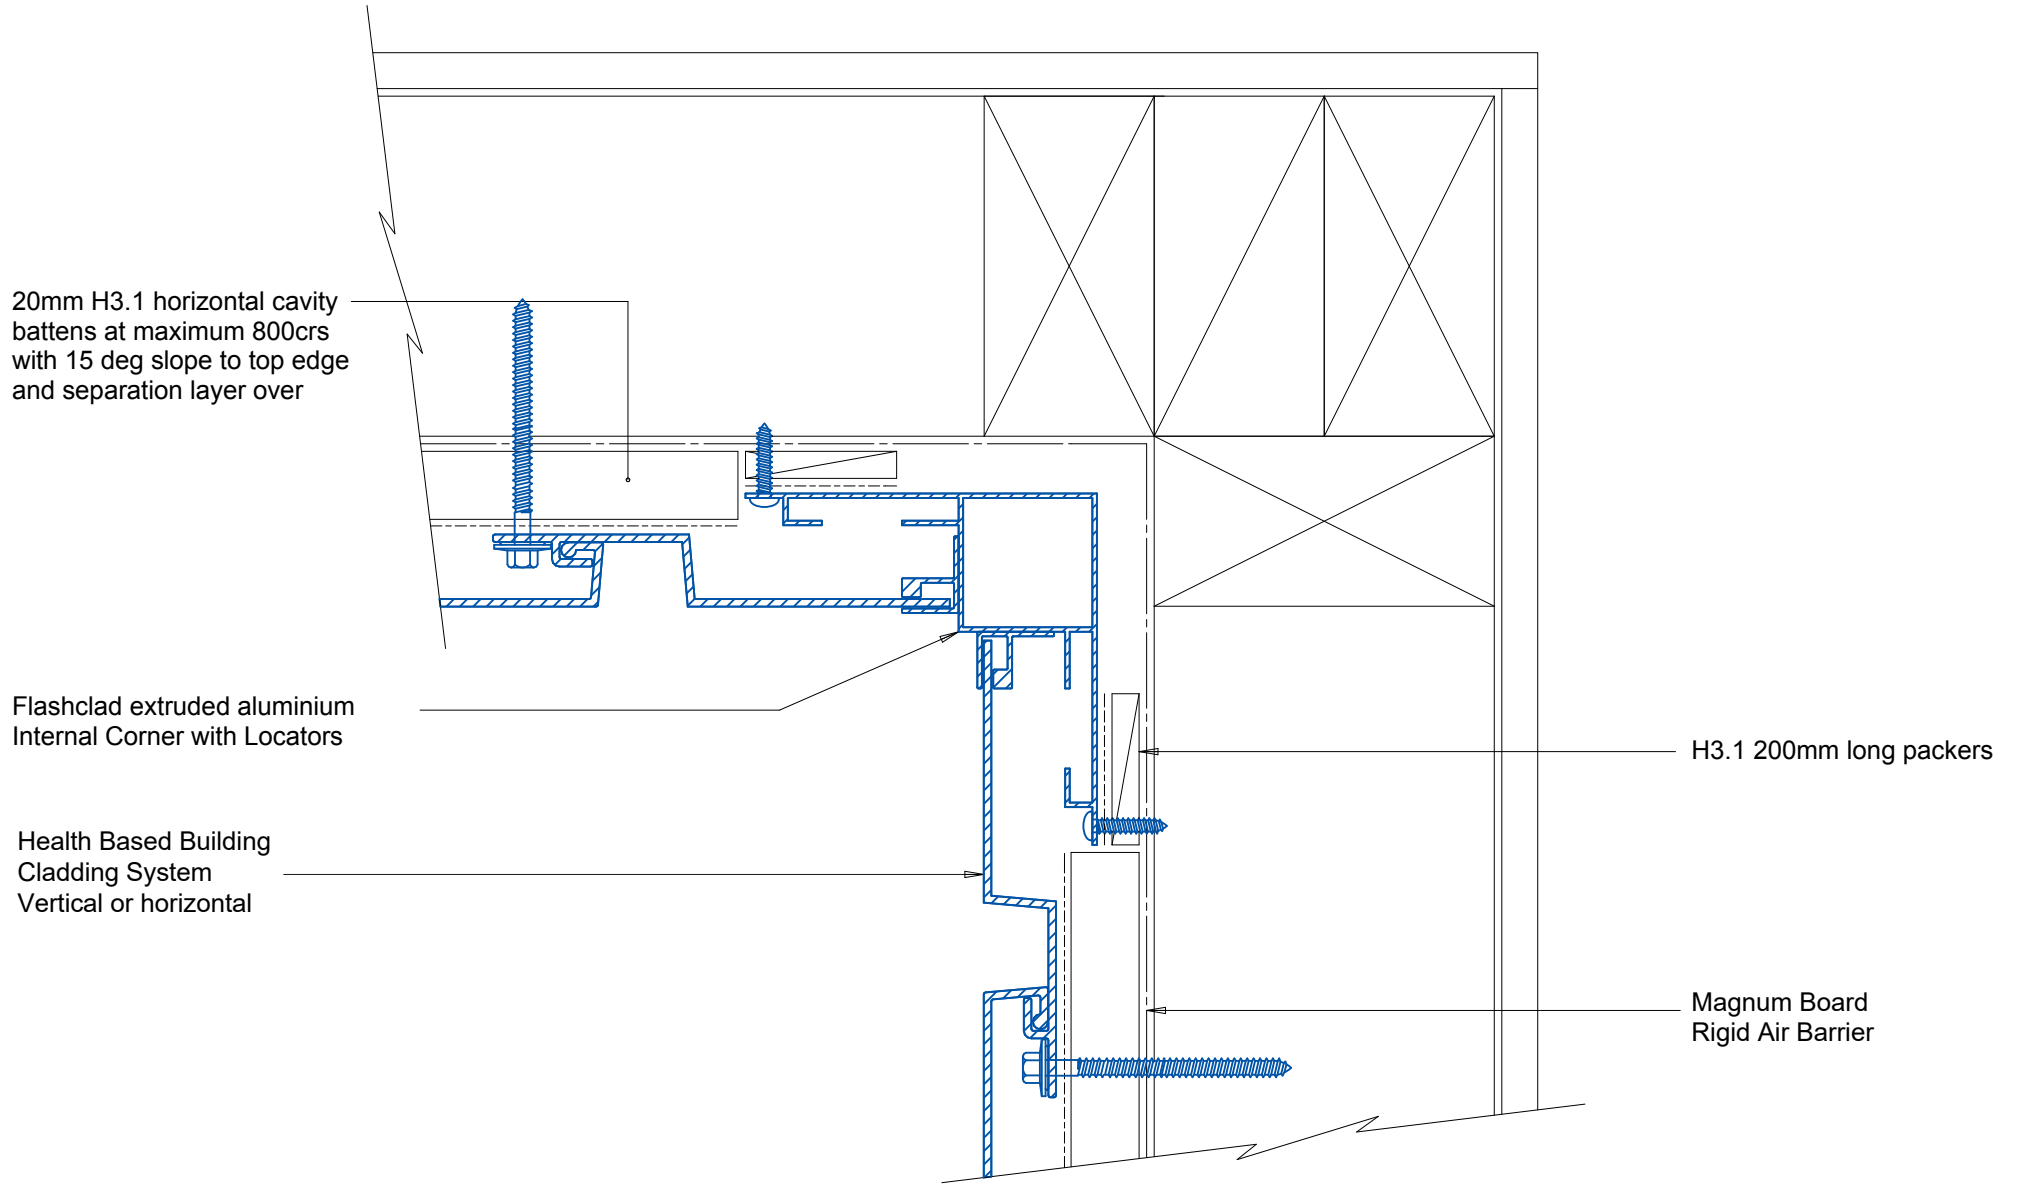 20mm H3.1 horizontal cavity
battens at maximum 800crs
with 15 deg slope to top edge
and separation layer over
Flashclad extruded aluminium
Internal Corner with Locators
H3.1 200mm long packers
Health Based Building
Cladding System
Vertical or horizontal
Magnum Board
Rigid Air Barrier